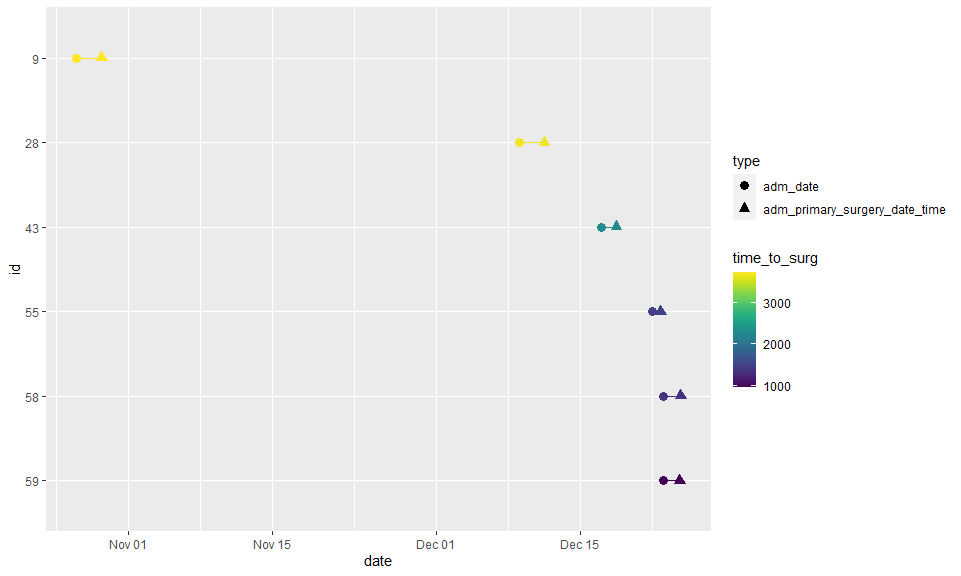 9
28
43
55
58
59
id
Nov 01
Nov 15
Dec 01
Dec 15
date
type
adm_date
adm_primary_surgery_date_time
time_to_surg
3000
2000
1000